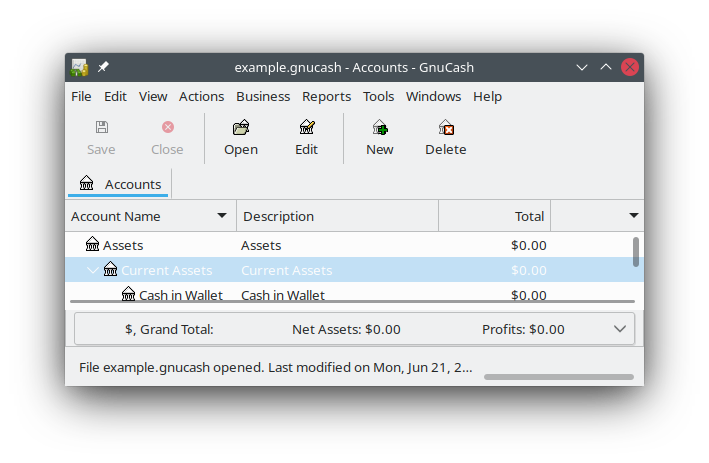 example.gnucash - Accounts - GnuCash
File Edit View Actions Business Reports Tools Windows Help
Save Close Open Edit New Delete
Accounts
Account Name Description Total
Assets Assets $0.00
Current Assets Current Assets $0.00
Cash in Wallet Cash in Wallet $0.00
$, Grand Total: Net Assets: $0.00 Profits: $0.00
File example.gnucash opened. Last modified on Mon, Jun 21, 2...